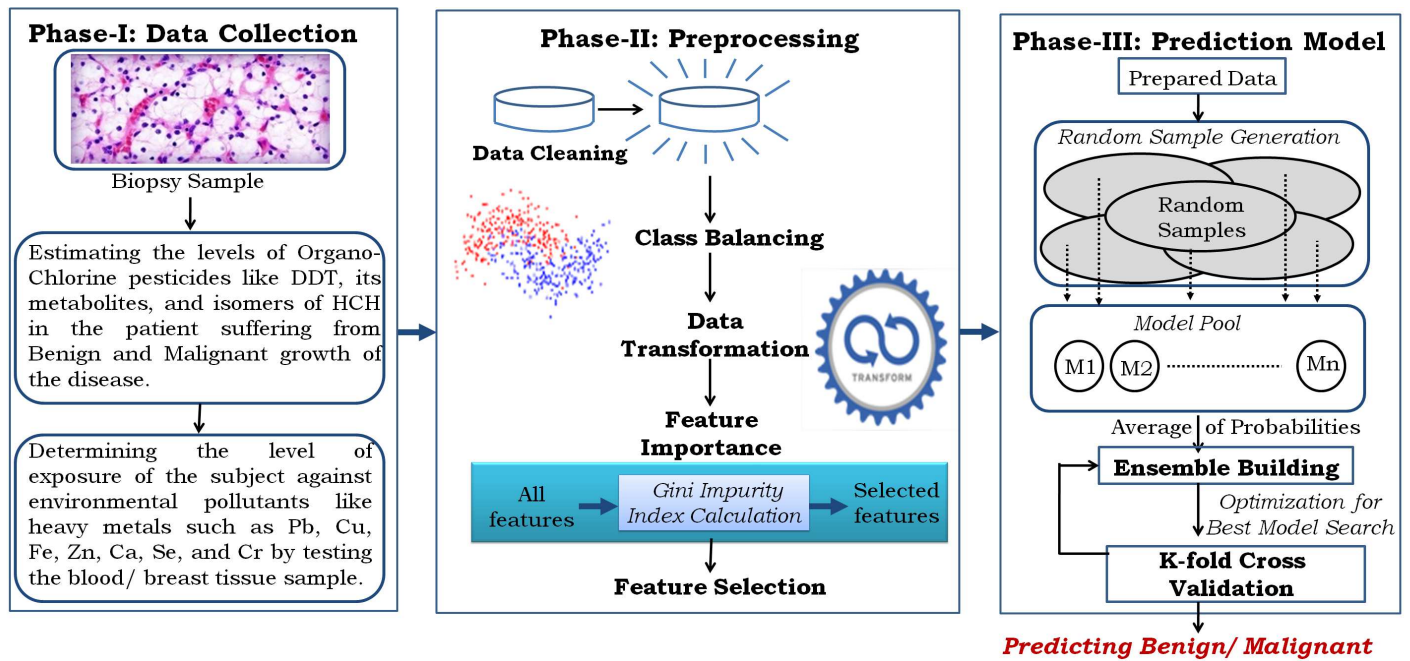 Phase-I: Data Collection
Biopsy Sample
Estimating the levels of Organo-
Chlorine pesticides like DDT, its
metabolites, and isomers of HCH
in the patient suffering from
Benign and Malignant growth of
the disease.
Determining the level of
exposure of the subject against
environmental pollutants like
heavy metals such as Pb, Cu,
Fe, Zn, Ca, Se, and Cr by testing
the blood/ breast tissue sample.
Phase-II: Preprocessing
Data Cleaning
Class Balancing
Data
Transformation
TRANSFORM
Feature
Importance
All
features
Gini Impurity
Index Calculation
Selected
features
Feature Selection
Phase-III: Prediction Model
Prepared Data
Random Sample Generation
Random
Samples
Model Pool
M1 M2 Mn
Average of Probabilities
Ensemble Building
Optimization for
Best Model Search
K-fold Cross
Validation
Predicting Benign/ Malignant